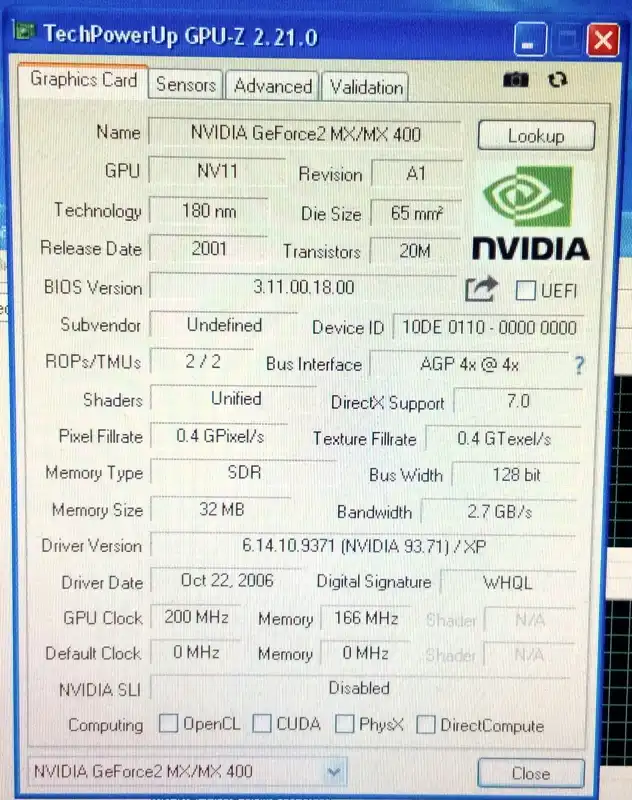 TechPowerUp GPU-Z 2.21.0
Graphics Card Sensors Advanced Validation
Name NVIDIA GeForce2 MX/MX 400 Lookup
GPU NV11 Revision A1
Technology 180 nm Die Size 65 mm²
NVIDIA
Release Date 2001 Transistors 20M
BIOS Version 3.11.00.18.00 UEFI
Subvendor Undefined Device ID 10DE 0110 - 0000 0000
ROPs/TMUs 2 / 2 Bus Interface AGP 4x @ 4x ?
Shaders Unified DirectX Support 7.0
Pixel Fillrate 0.4 GPixel/s Texture Fillrate 0.4 GTexel/s
Memory Type SDR Bus Width 128 bit
Memory Size 32 MB Bandwidth 2.7 GB/s
Driver Version 6.14.10.9371 (NVIDIA 93.71) / XP
Driver Date Oct 22, 2006 Digital Signature WHQL
GPU Clock 200 MHz Memory 166 MHz Shader N/A
Default Clock 0 MHz Memory 0 MHz Shader N/A
NVIDIA SLI Disabled
Computing OpenCL CUDA PhysX DirectCompute
NVIDIA GeForce2 MX/MX 400 Close